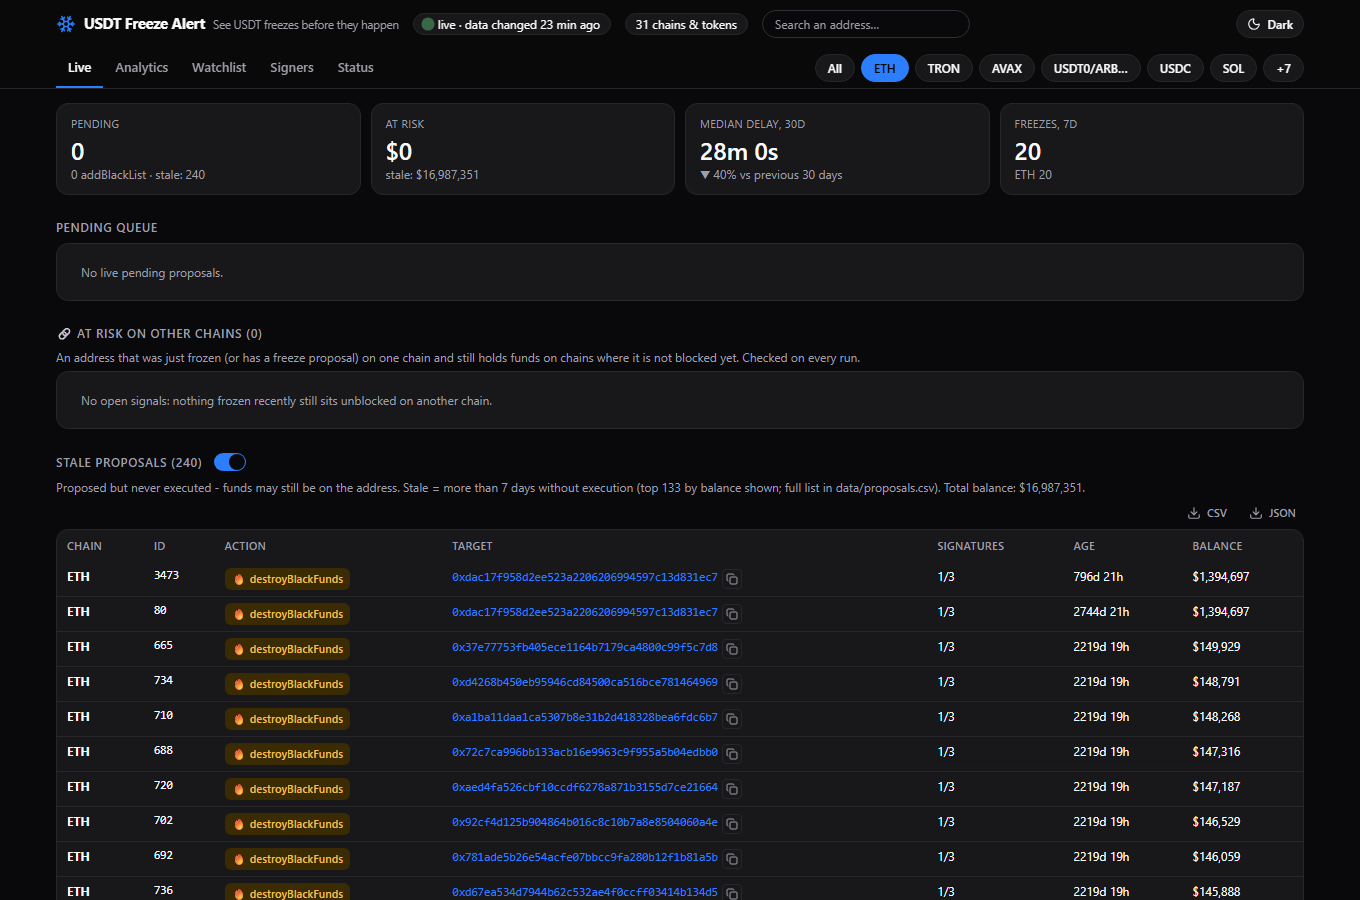 USDT Freeze Alert See USDT freezes before they happen live · data changed 23 min ago 31 chains & tokens Search an address... Dark
Live Analytics Watchlist Signers Status All ETH TRON AVAX USDT0/ARB... USDC SOL +7
PENDING
0
0 addBlackList · stale: 240
AT RISK
$0
stale: $16,987,351
MEDIAN DELAY, 30D
28m 0s
▼ 40% vs previous 30 days
FREEZES, 7D
20
ETH 20
PENDING QUEUE
No live pending proposals.
AT RISK ON OTHER CHAINS (0)
An address that was just frozen (or has a freeze proposal) on one chain and still holds funds on chains where it is not blocked yet. Checked on every run.
No open signals: nothing frozen recently still sits unblocked on another chain.
STALE PROPOSALS (240)
Proposed but never executed - funds may still be on the address. Stale = more than 7 days without execution (top 133 by balance shown; full list in data/proposals.csv). Total balance: $16,987,351.
CSV JSON
CHAIN ID ACTION TARGET SIGNATURES AGE BALANCE
ETH 3473 destroyBlackFunds 0xdac17f958d2ee523a2206206994597c13d831ec7 1/3 796d 21h $1,394,697
ETH 80 destroyBlackFunds 0xdac17f958d2ee523a2206206994597c13d831ec7 1/3 2744d 21h $1,394,697
ETH 665 destroyBlackFunds 0x37e77753fb405ece1164b7179ca4800c99f5c7d8 1/3 2219d 19h $149,929
ETH 734 destroyBlackFunds 0xd4268b450eb95946cd84500ca516bce781464969 1/3 2219d 19h $148,791
ETH 710 destroyBlackFunds 0xa1ba11daa1ca5307b8e31b2d418328bea6fdc6b7 1/3 2219d 19h $148,268
ETH 688 destroyBlackFunds 0x72c7ca996bb133acb16e9963c9f955a5b04edbb0 1/3 2219d 19h $147,316
ETH 720 destroyBlackFunds 0xaed4fa526cbf10ccdf6278a871b3155d7ce21664 1/3 2219d 19h $147,187
ETH 702 destroyBlackFunds 0x92cf4d125b904864b016c8c10b7a8e8504060a4e 1/3 2219d 19h $146,529
ETH 692 destroyBlackFunds 0x781ade5b26e54acfe07bbcc9fa280b12f1b81a5b 1/3 2219d 19h $146,059
ETH 736 destroyBlackFunds 0xd67ea534d7944b62c532ae4f0ccff03414b134d5 1/3 2219d 19h $145,888